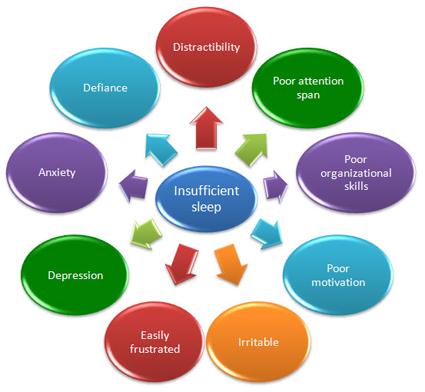 Distractibility
Poor attention
span
Poor
organizational
skills
Poor
motivation
Irritable
Easily
frustrated
Depression
Anxiety
Defiance
Insufficient
sleep